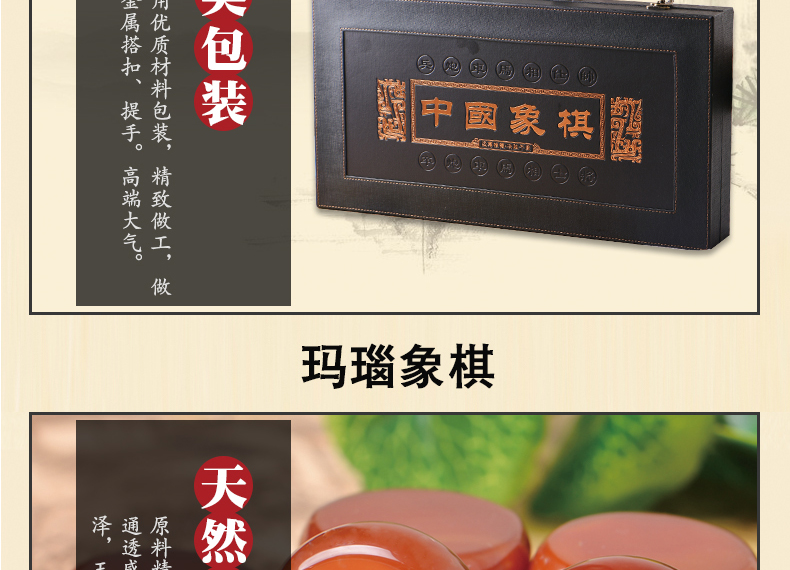 包装
用优质材料包装，精致做工，做
金属搭扣、提手。高端大气。
中國象棋
玛瑙象棋
天然
原料精
通透感
泽，